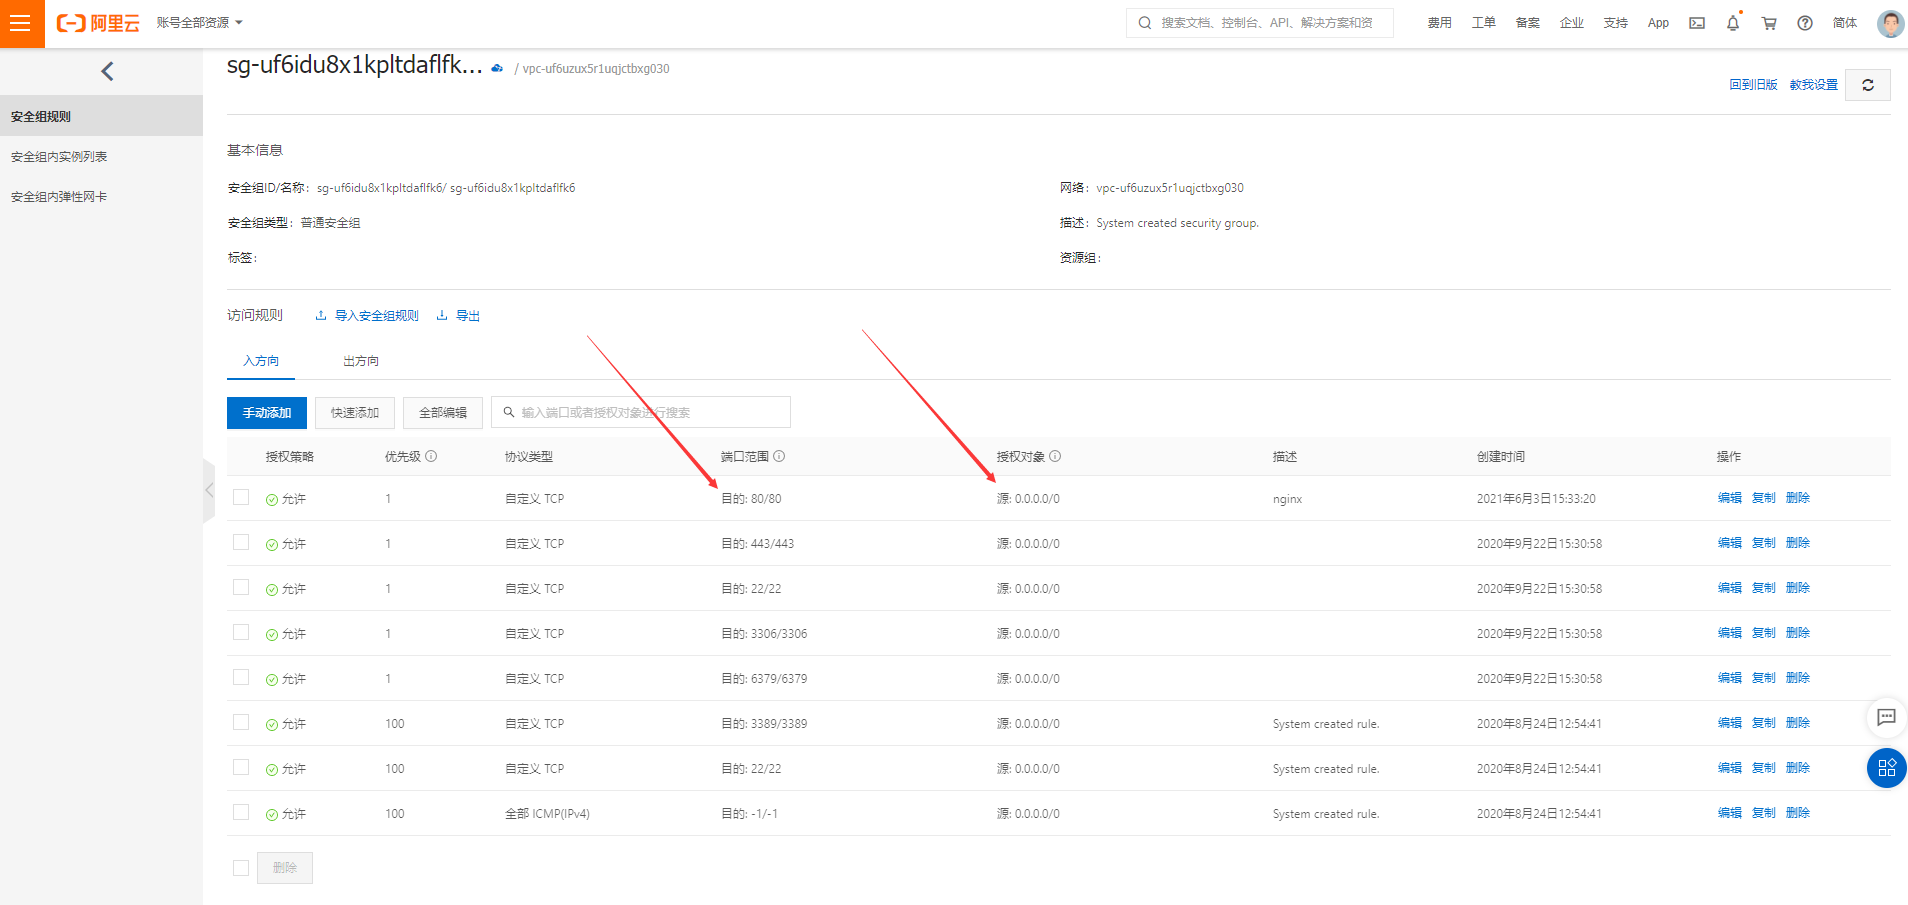 阿里云 账号全部资源 搜索文档、控制台、API、解决方案和资 费用 工单 备案 企业 支持 App 简体
sg-uf6idu8x1kpltdaflfk... / vpc-uf6uzux5r1uqjctbxg030
回到旧版 教我设置
安全组规则
安全组内实例列表
安全组内弹性网卡
基本信息
安全组ID/名称: sg-uf6idu8x1kpltdaflfk6/ sg-uf6idu8x1kpltdaflfk6 网络: vpc-uf6uzux5r1uqjctbxg030
安全组类型: 普通安全组 描述: System created security group.
标签: 资源组:
访问规则 导入安全组规则 导出
入方向 出方向
手动添加 快速添加 全部编辑 输入端口或者授权对象进行搜索
授权策略 优先级 协议类型 端口范围 授权对象 描述 创建时间 操作
允许 1 自定义 TCP 目的: 80/80 源: 0.0.0.0/0 nginx 2021年6月3日15:33:20 编辑 复制 删除
允许 1 自定义 TCP 目的: 443/443 源: 0.0.0.0/0 2020年9月22日15:30:58 编辑 复制 删除
允许 1 自定义 TCP 目的: 22/22 源: 0.0.0.0/0 2020年9月22日15:30:58 编辑 复制 删除
允许 1 自定义 TCP 目的: 3306/3306 源: 0.0.0.0/0 2020年9月22日15:30:58 编辑 复制 删除
允许 1 自定义 TCP 目的: 6379/6379 源: 0.0.0.0/0 2020年9月22日15:30:58 编辑 复制 删除
允许 100 自定义 TCP 目的: 3389/3389 源: 0.0.0.0/0 System created rule. 2020年8月24日12:54:41 编辑 复制 删除
允许 100 自定义 TCP 目的: 22/22 源: 0.0.0.0/0 System created rule. 2020年8月24日12:54:41 编辑 复制 删除
允许 100 全部 ICMP(IPv4) 目的: -1/-1 源: 0.0.0.0/0 System created rule. 2020年8月24日12:54:41 编辑 复制 删除
删除